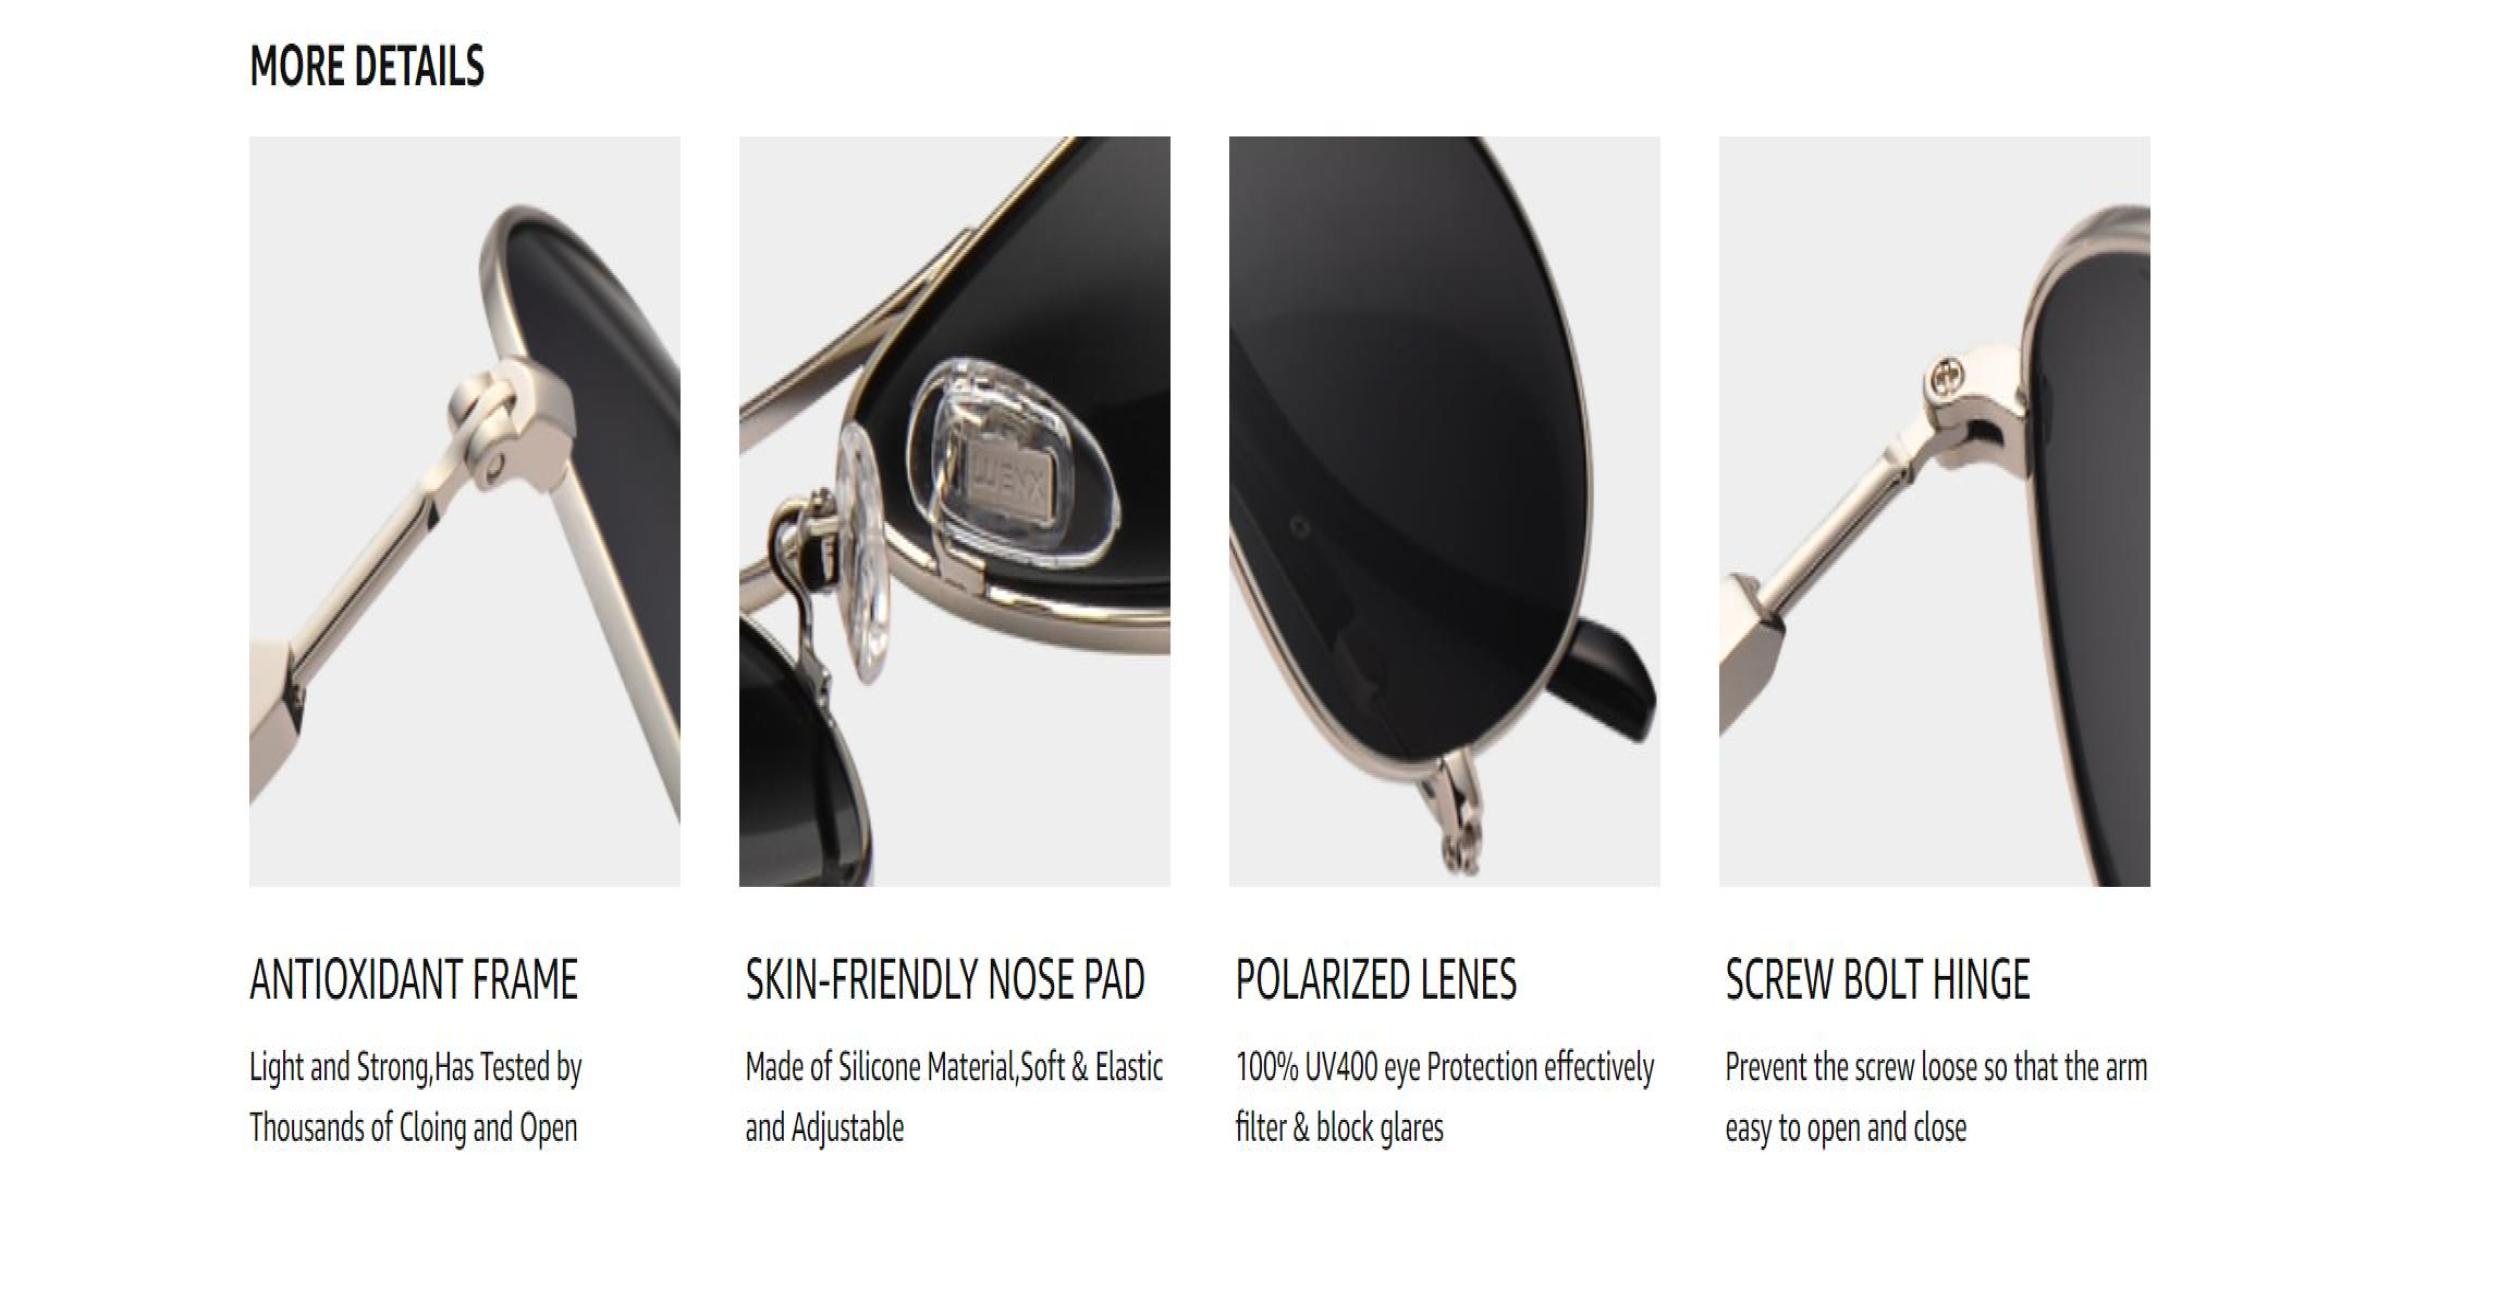 MORE DETAILS
LUENX
ANTIOXIDANT FRAME
Light and Strong,Has Tested by
Thousands of Cloing and Open
SKIN-FRIENDLY NOSE PAD
Made of Silicone Material,Soft & Elastic
and Adjustable
POLARIZED LENES
100% UV400 eye Protection effectively
filter & block glares
SCREW BOLT HINGE
Prevent the screw loose so that the arm
easy to open and close